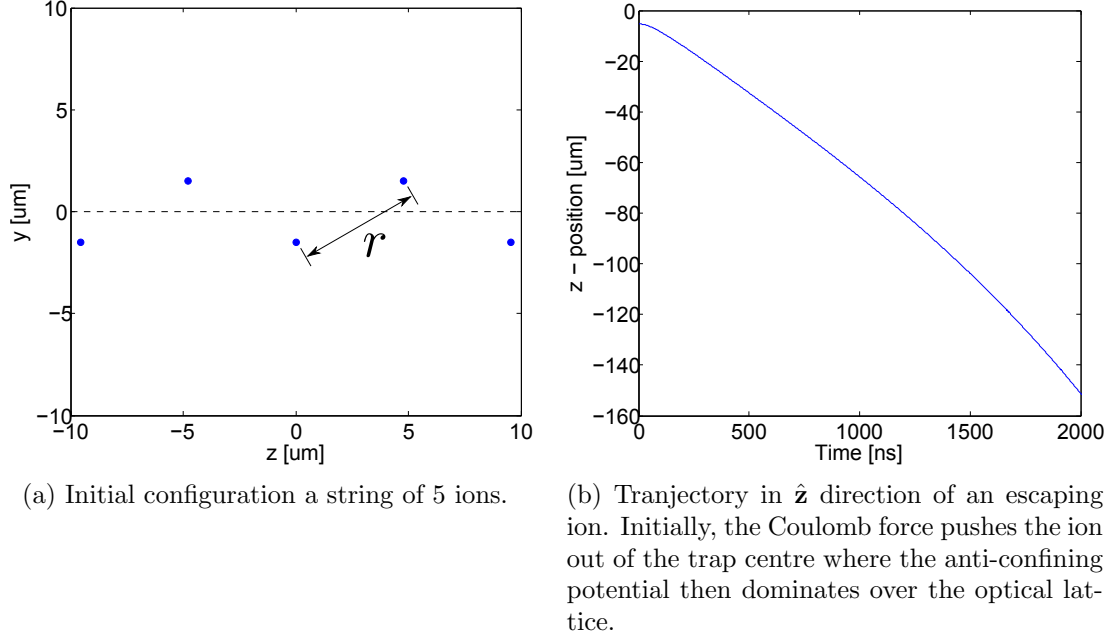 10
5
0
−5
−10
−10
−5
0
5
10
y [um]
z [um]
r
0
−20
−40
−60
−80
−100
−120
−140
−160
0
500
1000
1500
2000
z − position [um]
Time [ns]
(a) Initial configuration a string of 5 ions.
(b) Tranjectory in ẑ direction of an escaping
ion. Initially, the Coulomb force pushes the ion
out of the trap centre where the anti-confining
potential then dominates over the optical lat-
tice.